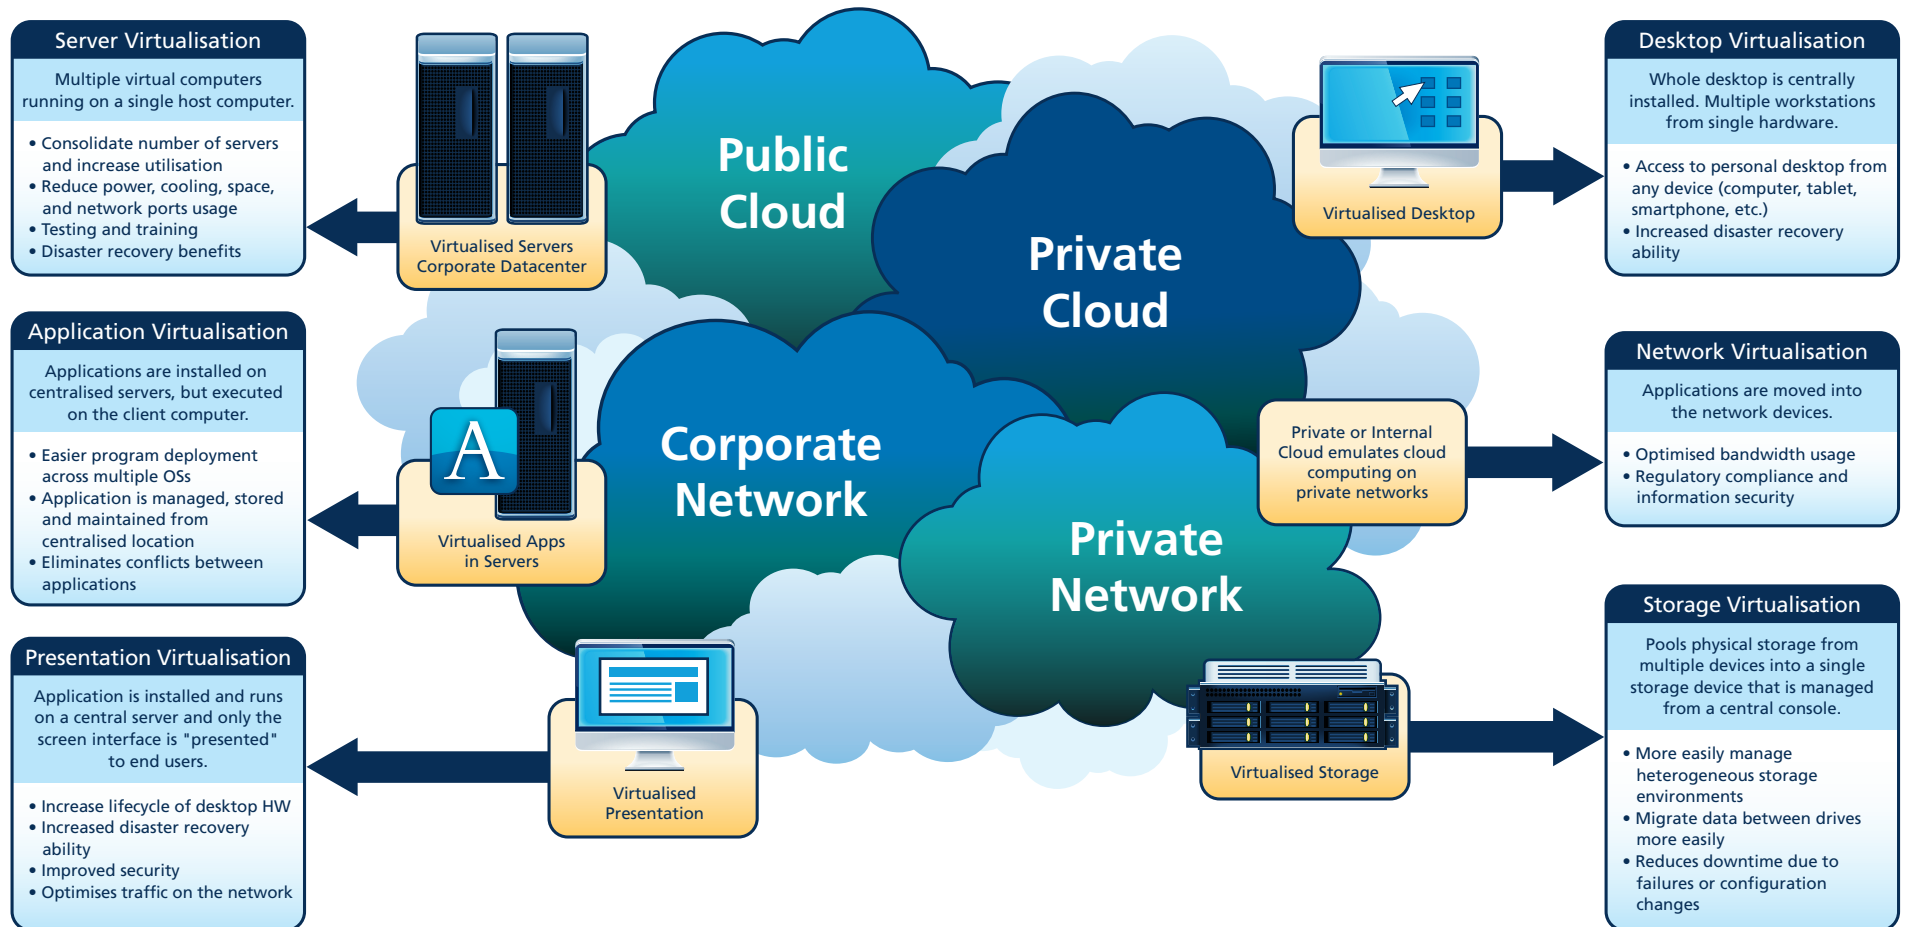 Server Virtualisation
Multiple virtual computers
running on a single host computer.
• Consolidate number of servers
and increase utilisation
• Reduce power, cooling, space,
and network ports usage
• Testing and training
• Disaster recovery benefits
Application Virtualisation
Applications are installed on
centralised servers, but executed
on the client computer.
• Easier program deployment
across multiple OSs
• Application is managed, stored
and maintained from
centralised location
• Eliminates conflicts between
applications
Presentation Virtualisation
Application is installed and runs
on a central server and only the
screen interface is "presented"
to end users.
• Increase lifecycle of desktop HW
• Increased disaster recovery
ability
• Improved security
• Optimises traffic on the network
Virtualised Servers
Corporate Datacenter
A
Virtualised Apps
in Servers
Virtualised
Presentation
Public
Cloud
Private
Cloud
Corporate
Network
Private
Network
Virtualised Desktop
Private or Internal
Cloud emulates cloud
computing on
private networks
Virtualised Storage
Desktop Virtualisation
Whole desktop is centrally
installed. Multiple workstations
from single hardware.
• Access to personal desktop from
any device (computer, tablet,
smartphone, etc.)
• Increased disaster recovery
ability
Network Virtualisation
Applications are moved into
the network devices.
• Optimised bandwidth usage
• Regulatory compliance and
information security
Storage Virtualisation
Pools physical storage from
multiple devices into a single
storage device that is managed
from a central console.
• More easily manage
heterogeneous storage
environments
• Migrate data between drives
more easily
• Reduces downtime due to
failures or configuration
changes